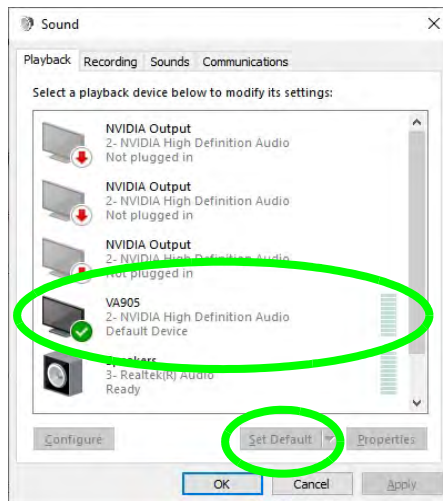 Sound
Playback Recording Sounds Communications
Select a playback device below to modify its settings:
NVIDIA Output
2- NVIDIA High Definition Audio
Not plugged in
NVIDIA Output
2- NVIDIA High Definition Audio
Not plugged in
NVIDIA Output
2- NVIDIA High Definition Audio
Not plugged in
VA905
2- NVIDIA High Definition Audio
Default Device
Speakers
3- Realtek(R) Audio
Ready
Configure Set Default Properties
OK Cancel Apply